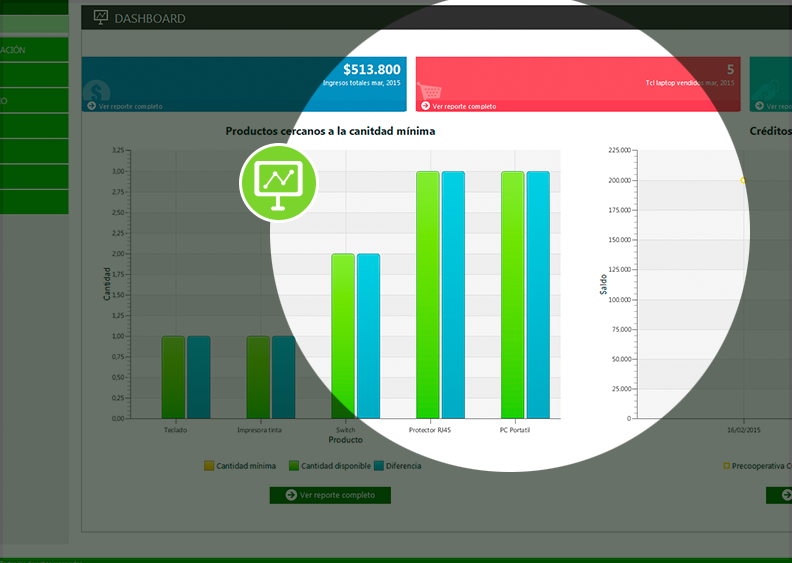 DASHBOARD
ACIÓN
O
$513.800
Ingresos totales mar, 2015
Ver reporte completo
5
Tcl laptop vendidos mar, 2015
Ver reporte completo
Ver repo
Productos cercanos a la canitdad mínima
Créditos
3,25
3,00
2,75
2,50
2,25
2,00
1,75
1,50
1,25
1,00
0,75
0,50
0,25
0,00
Cantidad
Teclado
Impresora tinta
Switch
Protector RJ45
PC Portatil
Producto
Cantidad mínima
Cantidad disponible
Diferencia
Ver reporte completo
225.000
200.000
175.000
150.000
125.000
100.000
75.000
50.000
25.000
0
Saldo
16/02/2015
Precooperativa C